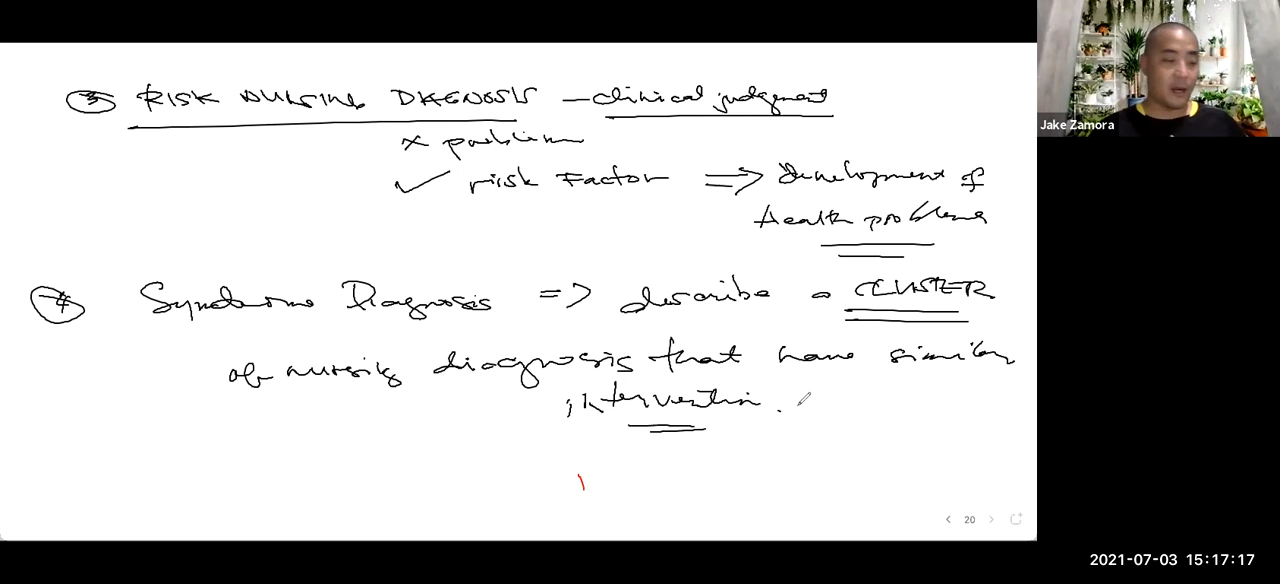 ③ RISK NURSING DIAGNOSIS - clinical judgment
x problem
✓ risk Factor => Development of
Health problems
④ Syndrome Diagnosis => describe a CLUSTER
of nursing diagnosis that have similar
intervention.
Jake Zamora
< 20 >
2021-07-03 15:17:17